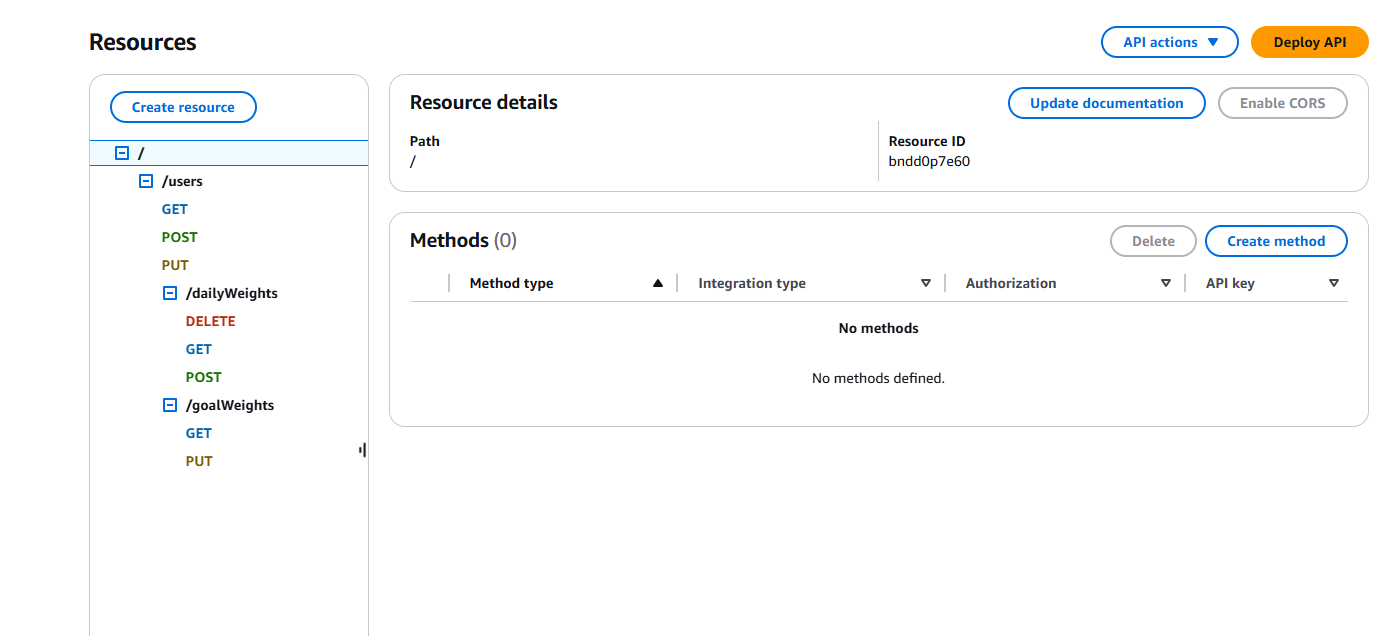 Resources
API actions
Deploy API
Create resource
/
/users
GET
POST
PUT
/dailyWeights
DELETE
GET
POST
/goalWeights
GET
PUT
Resource details
Update documentation
Enable CORS
Path
/
Resource ID
bndd0p7e60
Methods (0)
Delete
Create method
Method type
Integration type
Authorization
API key
No methods
No methods defined.